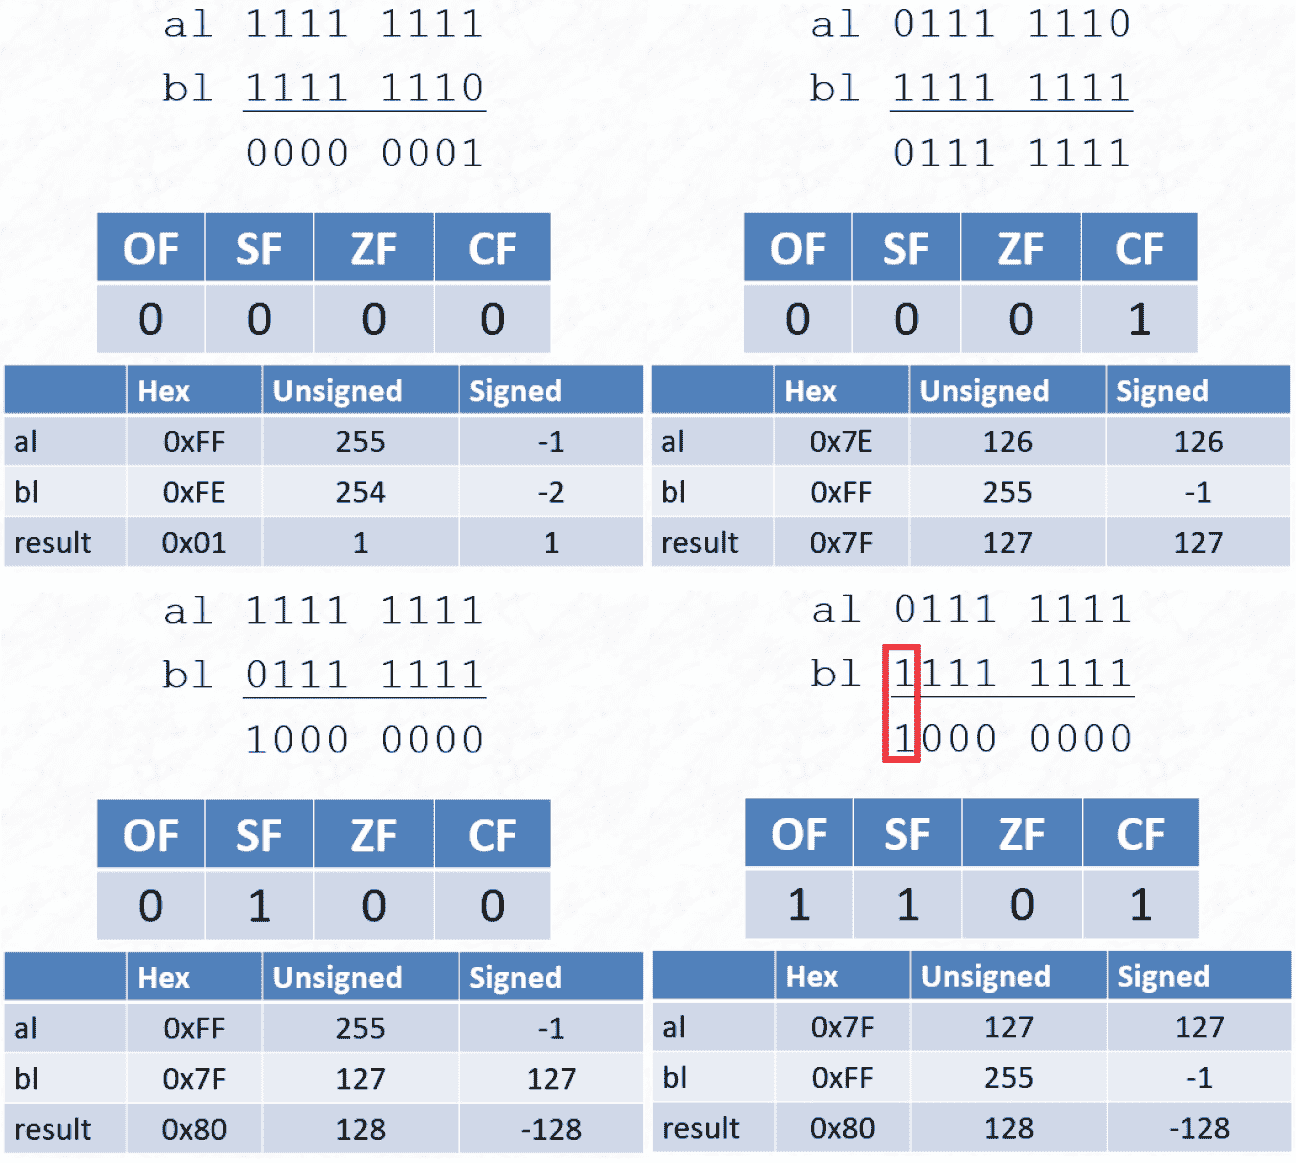 al 1111 1111
bl 1111 1110
0000 0001
OF SF ZF CF
0 0 0 0
Hex Unsigned Signed
al 0xFF 255 -1
bl 0xFE 254 -2
result 0x01 1 1
al 0111 1110
bl 1111 1111
0111 1111
OF SF ZF CF
0 0 0 1
Hex Unsigned Signed
al 0x7E 126 126
bl 0xFF 255 -1
result 0x7F 127 127
al 1111 1111
bl 0111 1111
1000 0000
OF SF ZF CF
0 1 0 0
Hex Unsigned Signed
al 0xFF 255 -1
bl 0x7F 127 127
result 0x80 128 -128
al 0111 1111
bl 1111 1111
1000 0000
OF SF ZF CF
1 1 0 1
Hex Unsigned Signed
al 0x7F 127 127
bl 0xFF 255 -1
result 0x80 128 -128